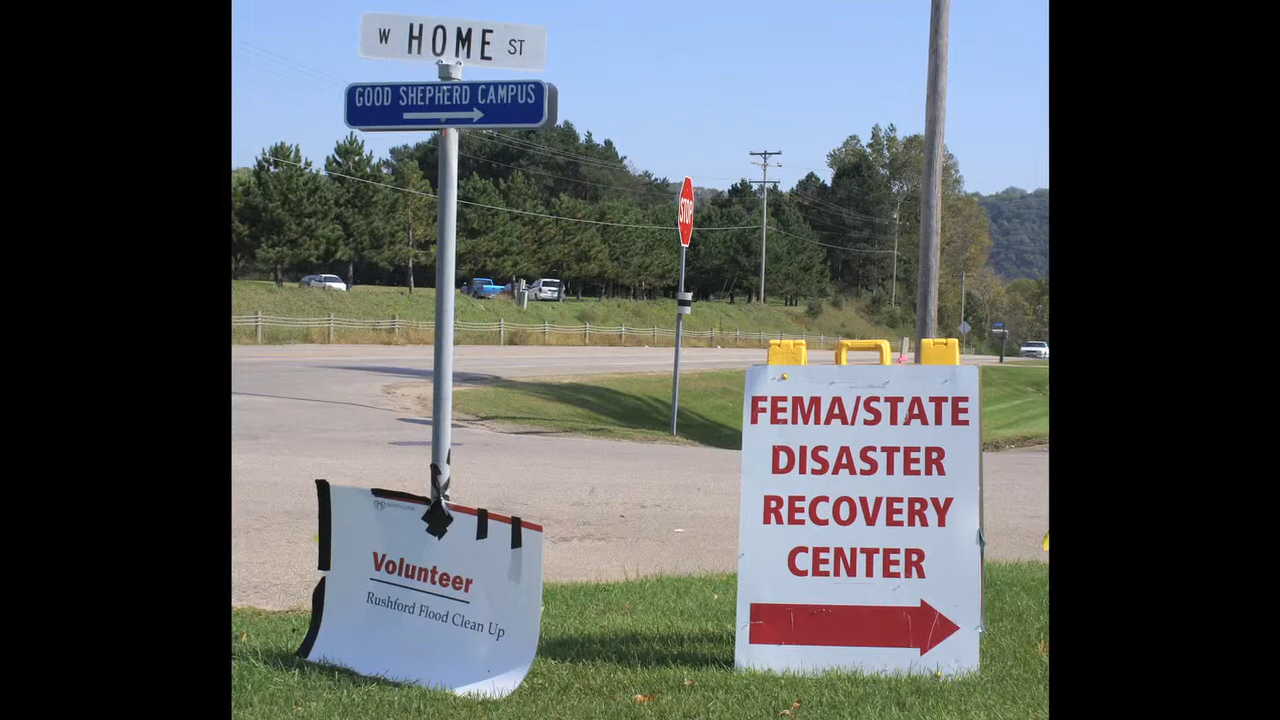 W HOME ST
GOOD SHEPHERD CAMPUS
STOP
FEMA/STATE
DISASTER
RECOVERY
CENTER
Volunteer
Rushford Flood Clean Up